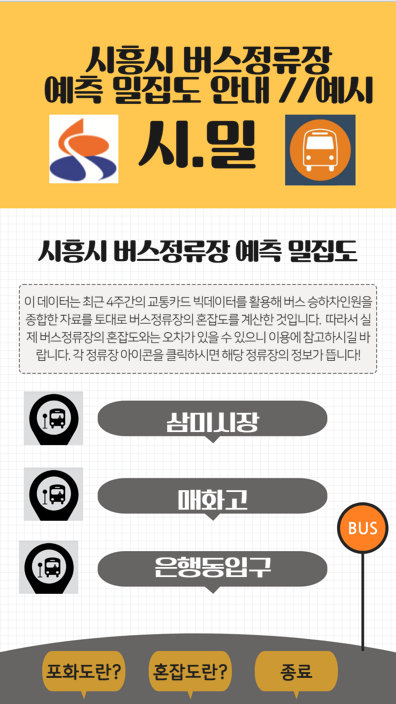 시흥시 버스정류장
예측 밀집도 안내 //예시
시.밀
시흥시 버스정류장 예측 밀집도
이 데이터는 최근 4주간의 교통카드 빅데이터를 활용해 버스 승하차인원을
종합한 자료를 토대로 버스정류장의 혼잡도를 계산한 것입니다. 따라서 실
제 버스정류장의 혼잡도와는 오차가 있을 수 있으니 이용에 참고하시길 바
랍니다. 각 정류장 아이콘을 클릭하시면 해당 정류장의 정보가 뜹니다!
삼미시장
매화고
BUS
은행동입구
포화도란?
혼잡도란?
종료